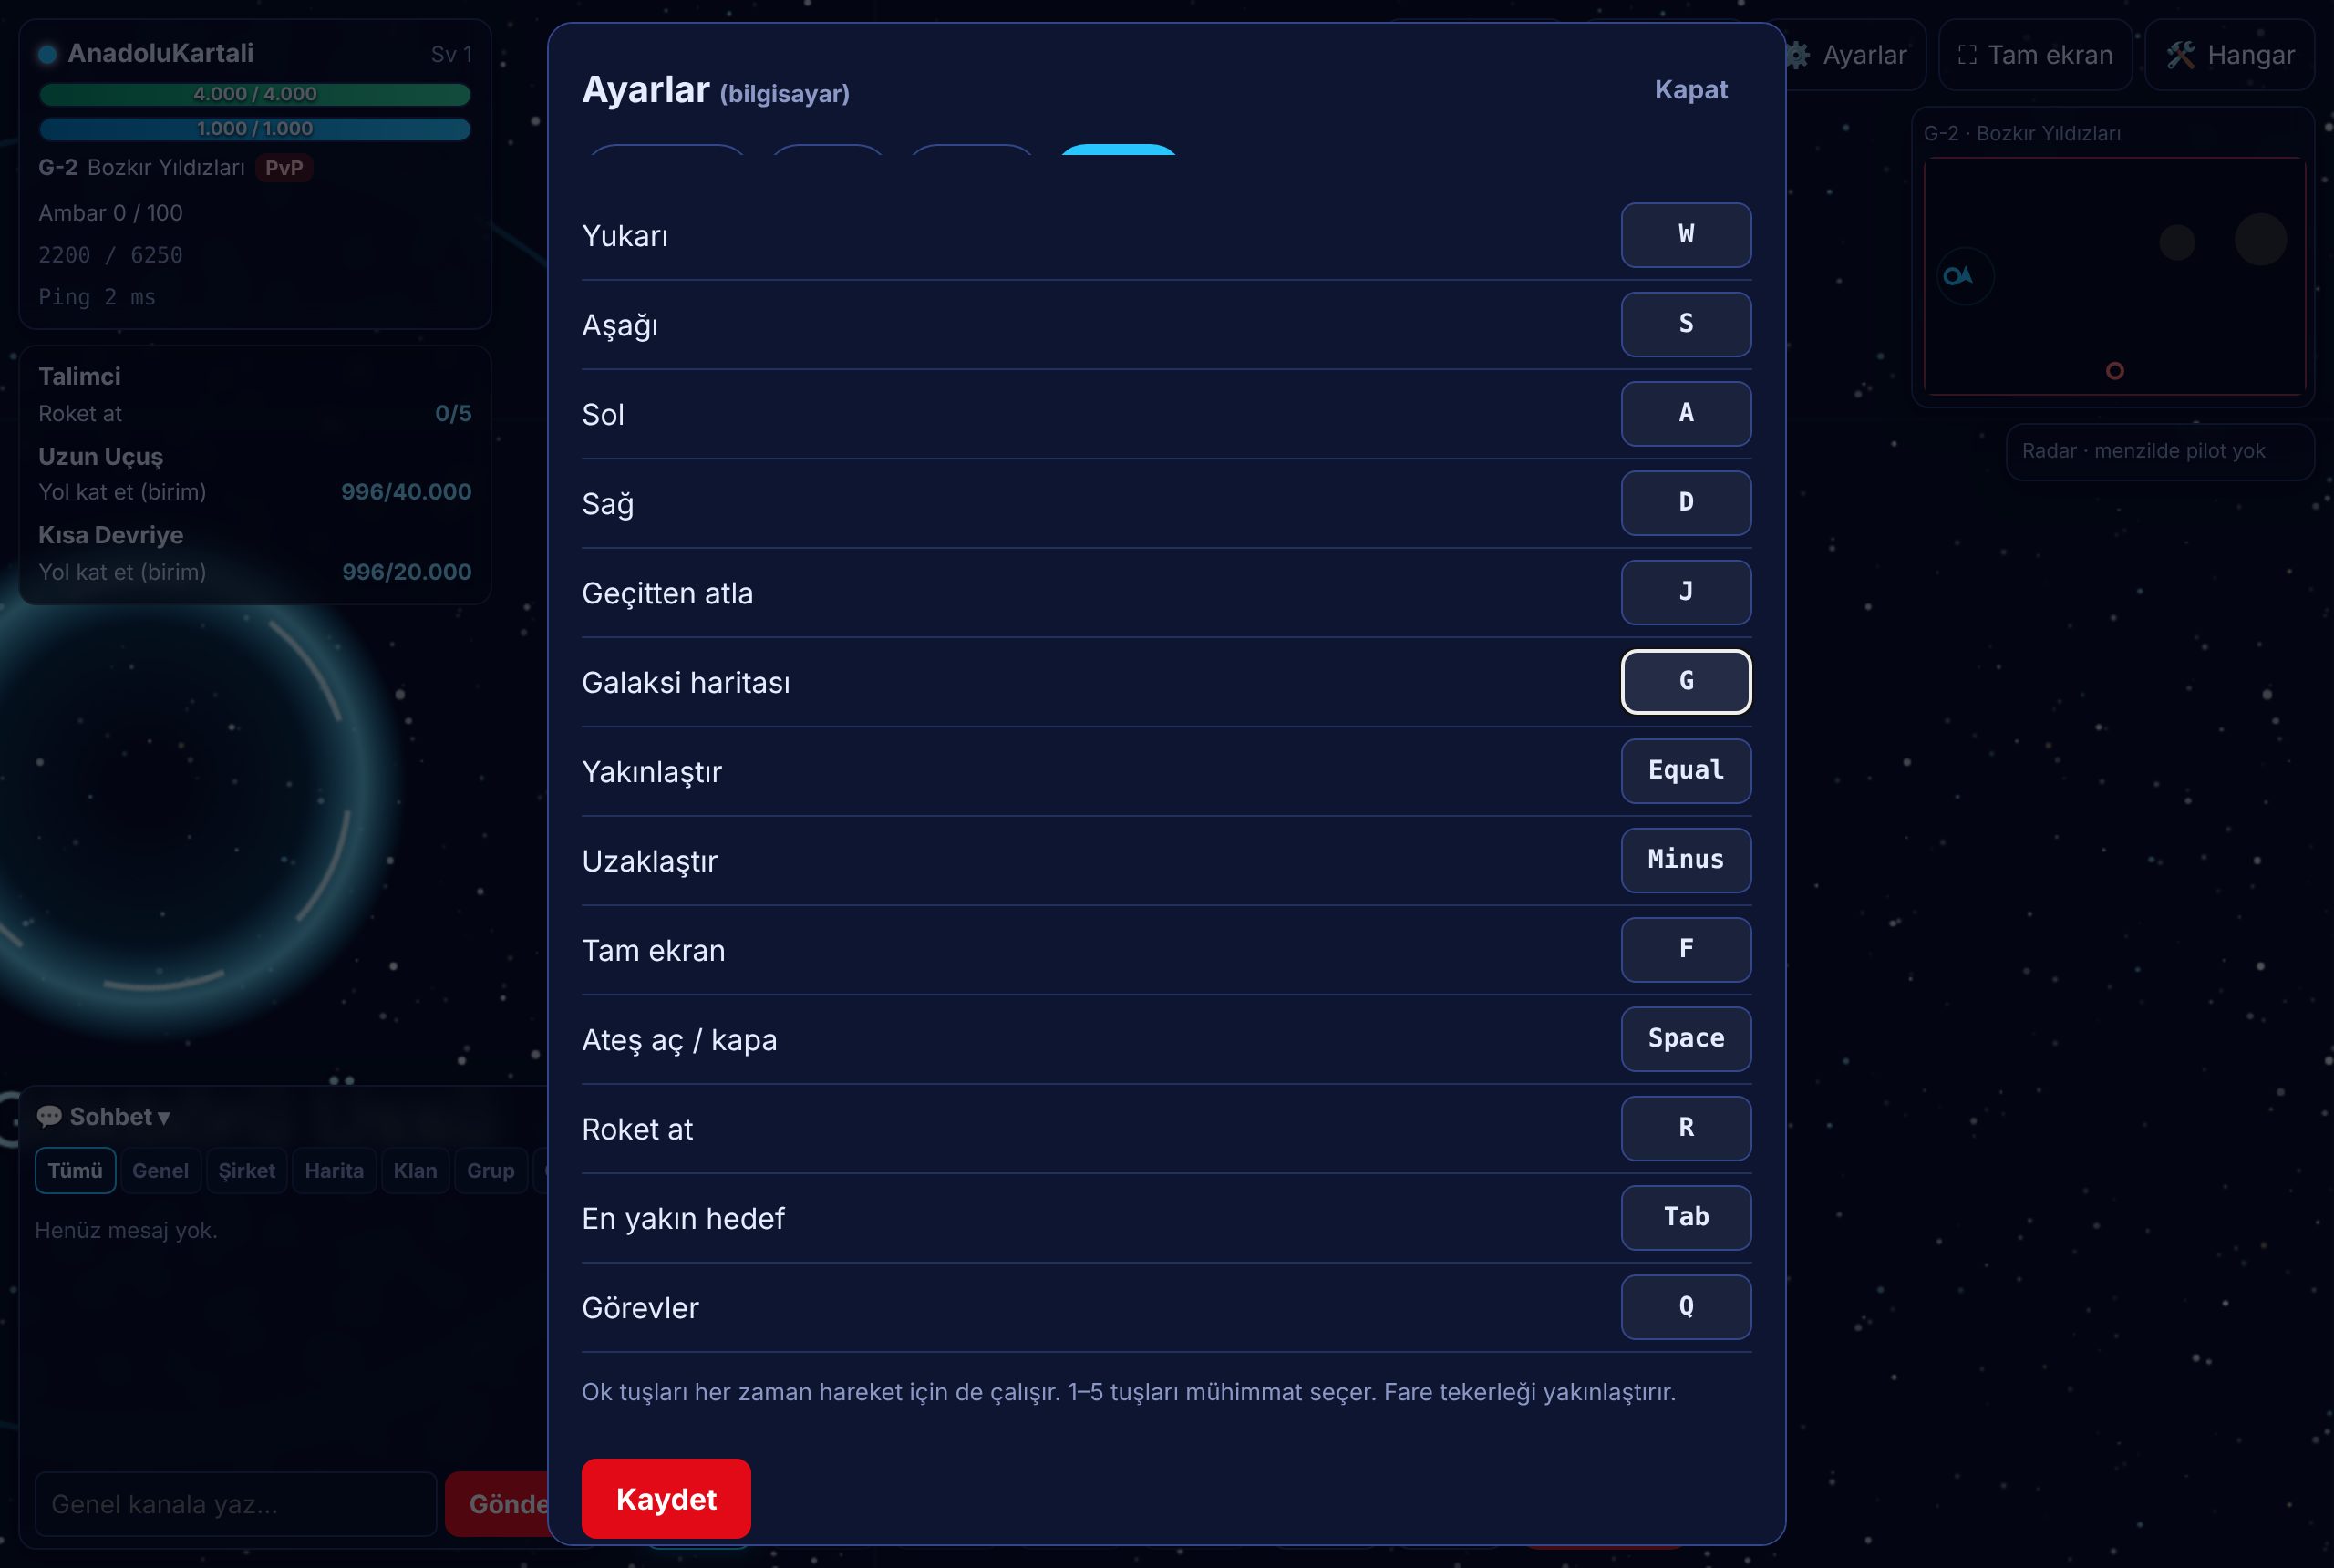 AnadoluKartali Sv 1
4.000 / 4.000
1.000 / 1.000
G-2 Bozkır Yıldızları PvP
Ambar 0 / 100
2200 / 6250
Ping 2 ms
Talimci
Roket at 0/5
Uzun Uçuş
Yol kat et (birim) 996/40.000
Kısa Devriye
Yol kat et (birim) 996/20.000
💬 Sohbet ▾
Tümü Genel Şirket Harita Klan Grup
Henüz mesaj yok.
Genel kanala yaz... Gönde
Ayarlar (bilgisayar) Kapat
Yukarı W
Aşağı S
Sol A
Sağ D
Geçitten atla J
Galaksi haritası G
Yakınlaştır Equal
Uzaklaştır Minus
Tam ekran F
Ateş aç / kapa Space
Roket at R
En yakın hedef Tab
Görevler Q
Ok tuşları her zaman hareket için de çalışır. 1–5 tuşları mühimmat seçer. Fare tekerleği yakınlaştırır.
Kaydet
Ayarlar Tam ekran Hangar
G-2 · Bozkır Yıldızları
Radar · menzilde pilot yok